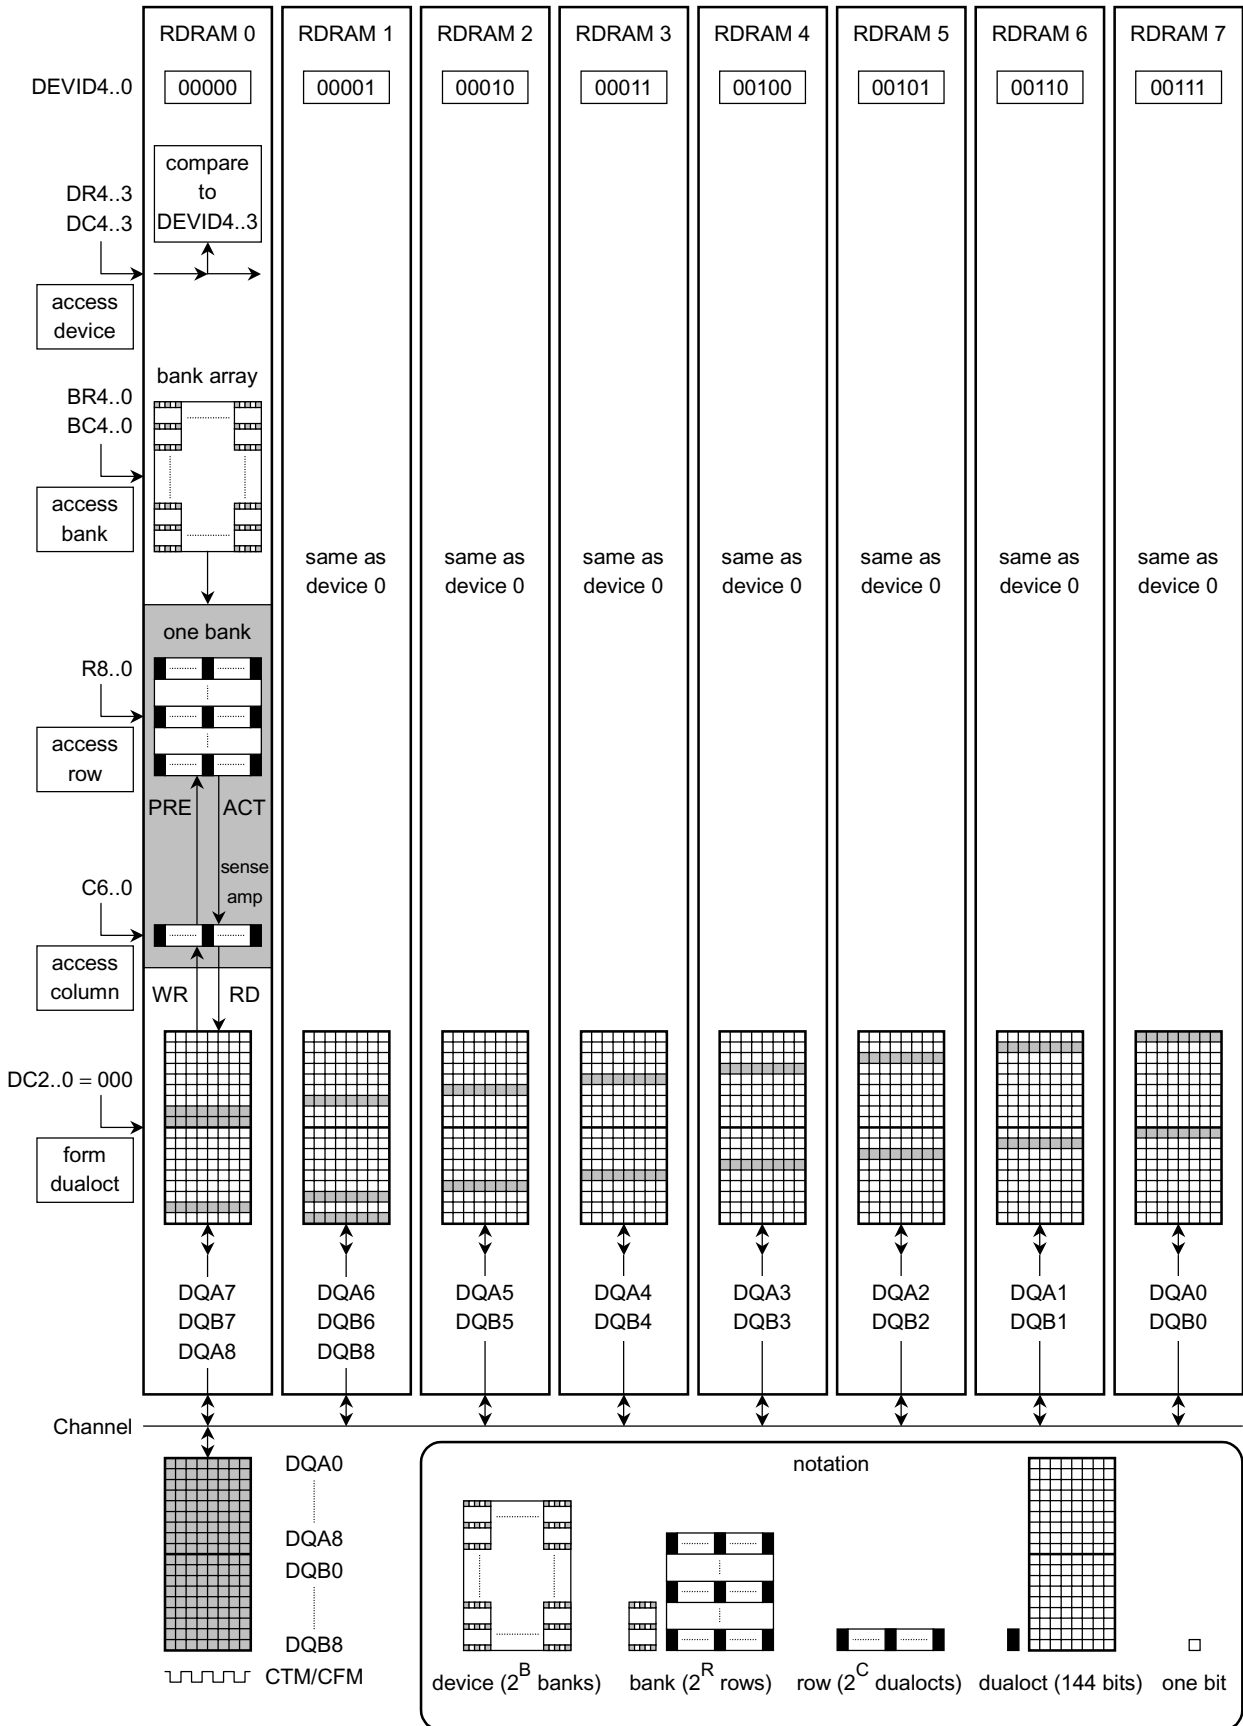 RDRAM 0 RDRAM 1 RDRAM 2 RDRAM 3 RDRAM 4 RDRAM 5 RDRAM 6 RDRAM 7
DEVID4..0 00000 00001 00010 00011 00100 00101 00110 00111
compare
to
DEVID4..3
DR4..3
DC4..3
access
device
bank array
BR4..0
BC4..0
access
bank
same as same as same as same as same as same as same as
device 0 device 0 device 0 device 0 device 0 device 0 device 0
one bank
R8..0
access
row
PRE ACT
sense
amp
C6..0
access
column
WR RD
DC2..0 = 000
form
dualoct
DQA7 DQA6 DQA5 DQA4 DQA3 DQA2 DQA1 DQA0
DQB7 DQB6 DQB5 DQB4 DQB3 DQB2 DQB1 DQB0
DQA8 DQB8
Channel
DQA0
DQA8
DQB0
DQB8
CTM/CFM
notation
device (2^B banks) bank (2^R rows) row (2^C dualocts) dualoct (144 bits) one bit